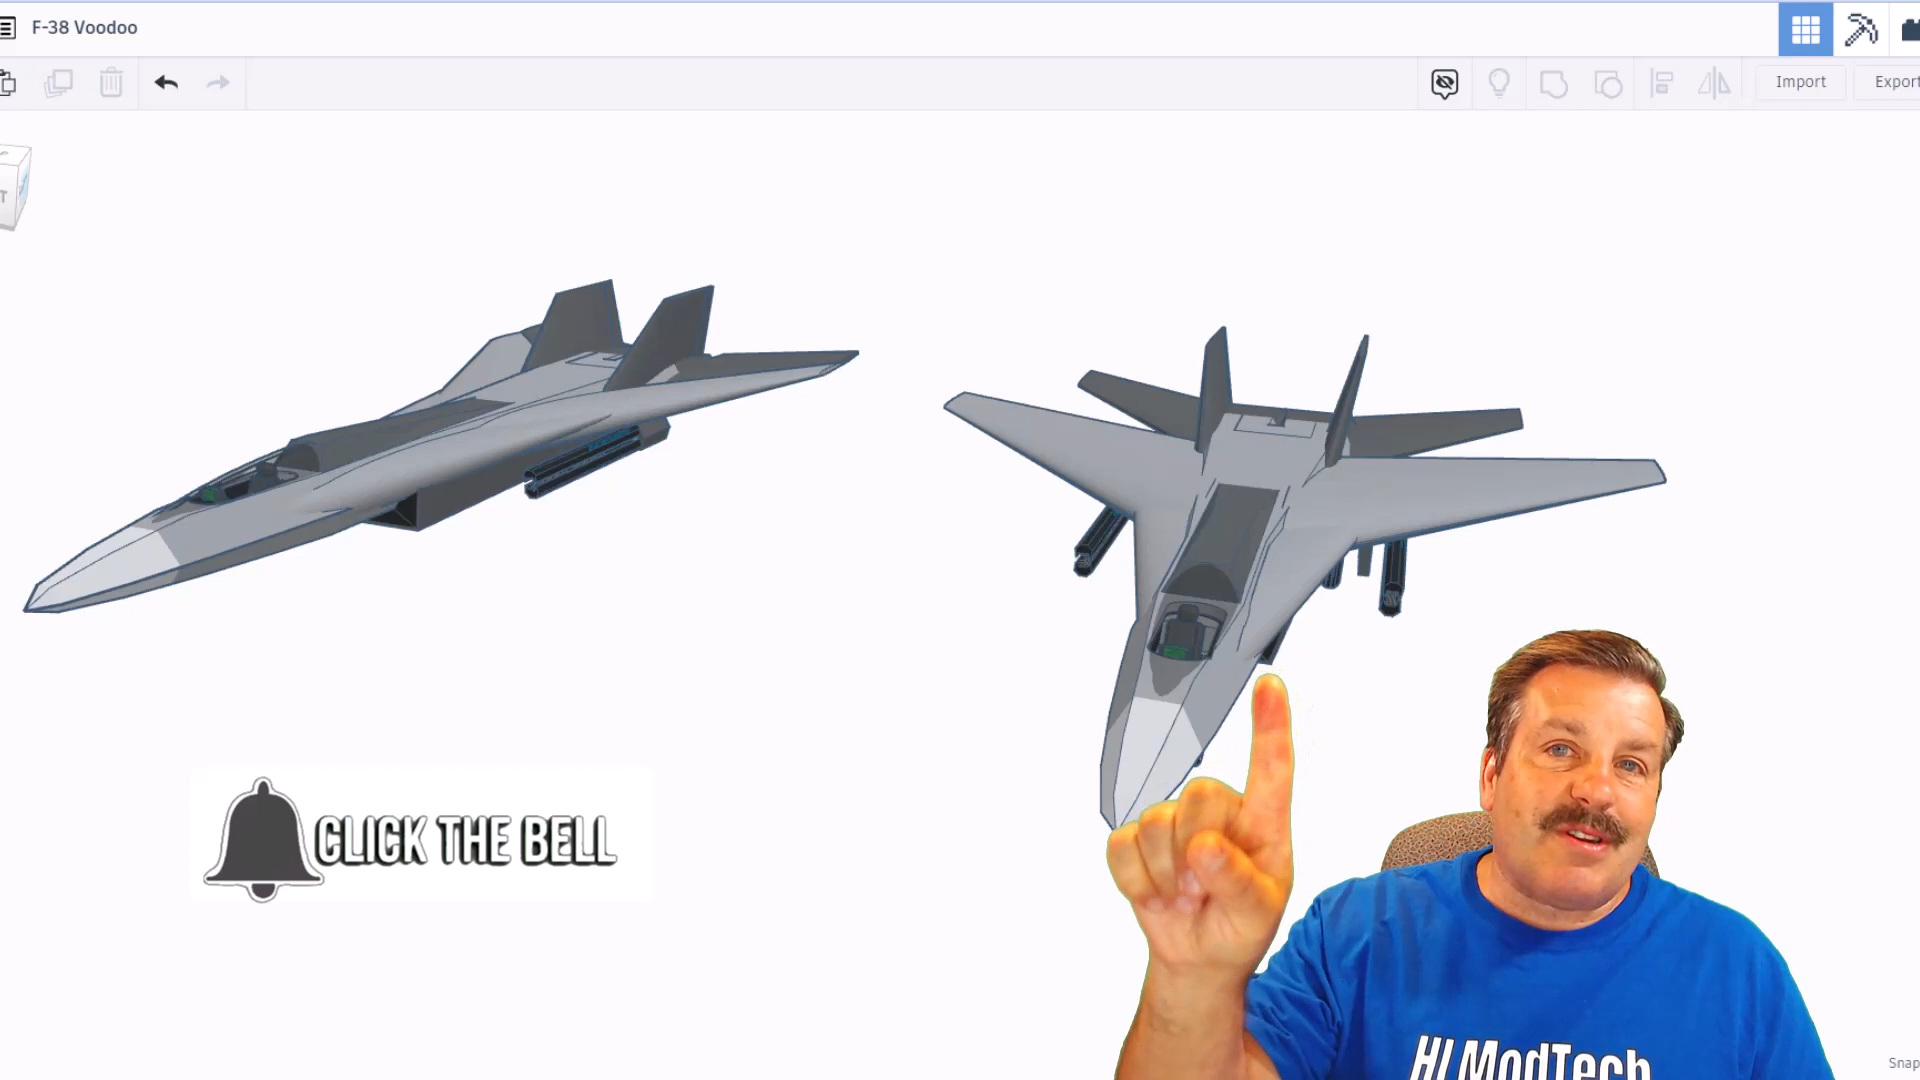 F-38 Voodoo
Import
Export
CLICK THE BELL
HLModTech
Snap